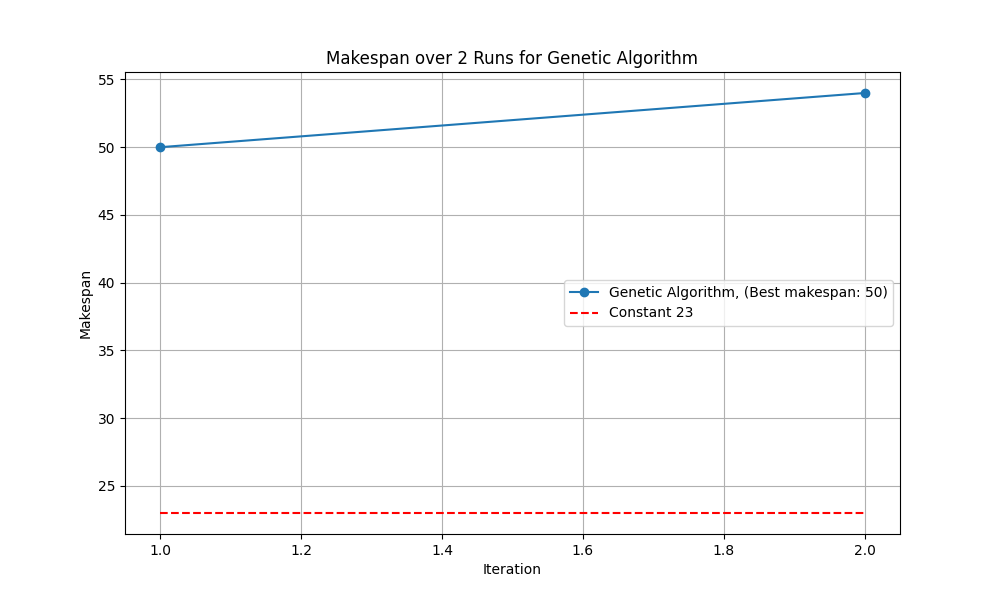 Makespan over 2 Runs for Genetic Algorithm
55
50
45
40
35
30
25
Makespan
Genetic Algorithm, (Best makespan: 50)
Constant 23
1.0 1.2 1.4 1.6 1.8 2.0
Iteration